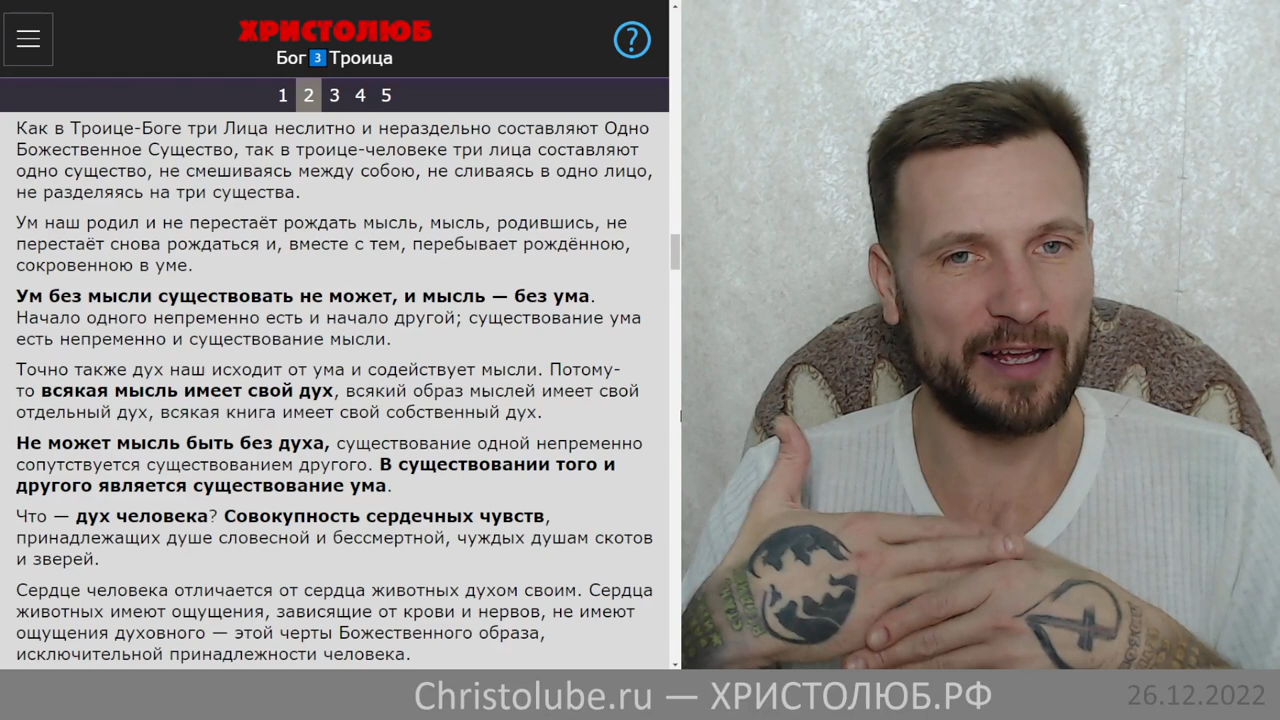 ХРИСТОЛЮБ
Бог 3 Троица
?
1 2 3 4 5
Как в Троице-Боге три Лица неслитно и нераздельно составляют Одно
Божественное Существо, так в троице-человеке три лица составляют
одно существо, не смешиваясь между собою, не сливаясь в одно лицо,
не разделяясь на три существа.
Ум наш родил и не перестаёт рождать мысль, мысль, родившись, не
перестаёт снова рождаться и, вместе с тем, перебывает рождённою,
сокровенною в уме.
Ум без мысли существовать не может, и мысль — без ума.
Начало одного непременно есть и начало другой; существование ума
есть непременно и существование мысли.
Точно также дух наш исходит от ума и содействует мысли. Потому-
то всякая мысль имеет свой дух, всякий образ мыслей имеет свой
отдельный дух, всякая книга имеет свой собственный дух.
Не может мысль быть без духа, существование одной непременно
сопутствуется существованием другого. В существовании того и
другого является существование ума.
Что — дух человека? Совокупность сердечных чувств,
принадлежащих душе словесной и бессмертной, чуждых душам скотов
и зверей.
Сердце человека отличается от сердца животных духом своим. Сердца
животных имеют ощущения, зависящие от крови и нервов, не имеют
ощущения духовного — этой черты Божественного образа,
исключительной принадлежности человека.
Christolube.ru — ХРИСТОЛЮБ.РФ
26.12.2022